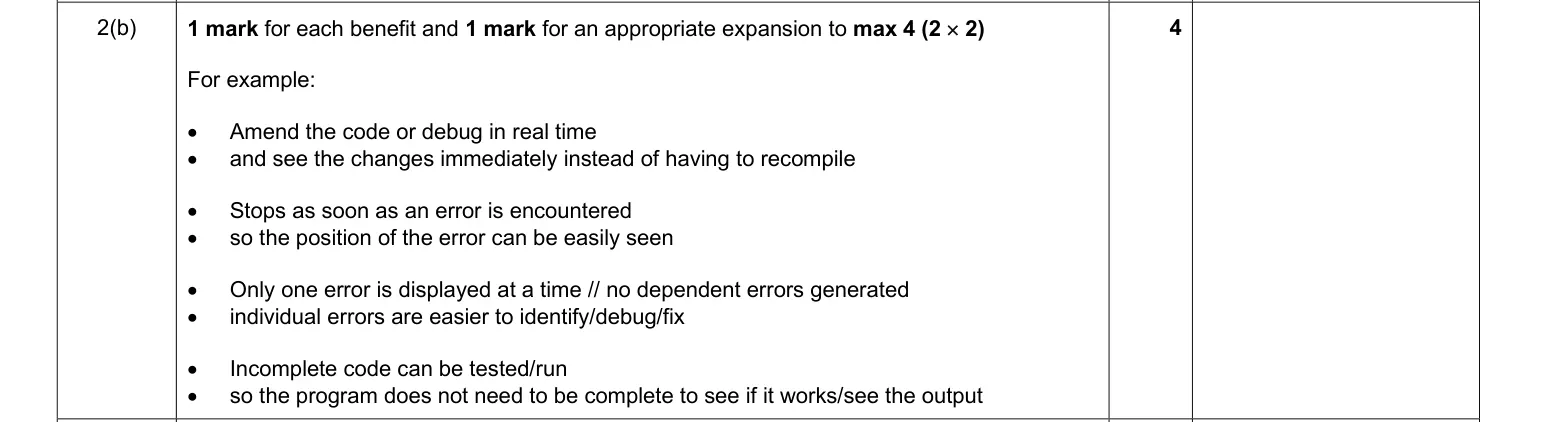 2(b) 1 mark for each benefit and 1 mark for an appropriate expansion to max 4 (2 × 2) 4
For example:
• Amend the code or debug in real time
• and see the changes immediately instead of having to recompile
• Stops as soon as an error is encountered
• so the position of the error can be easily seen
• Only one error is displayed at a time // no dependent errors generated
• individual errors are easier to identify/debug/fix
• Incomplete code can be tested/run
• so the program does not need to be complete to see if it works/see the output